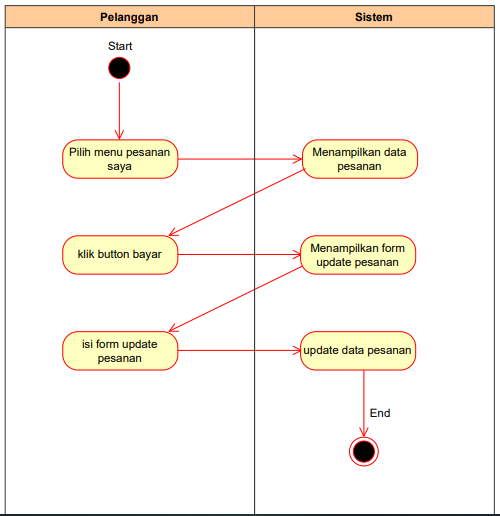 Pelanggan
Sistem
Start
Pilih menu pesanan
saya
Menampilkan data
pesanan
klik button bayar
Menampilkan form
update pesanan
isi form update
pesanan
update data pesanan
End